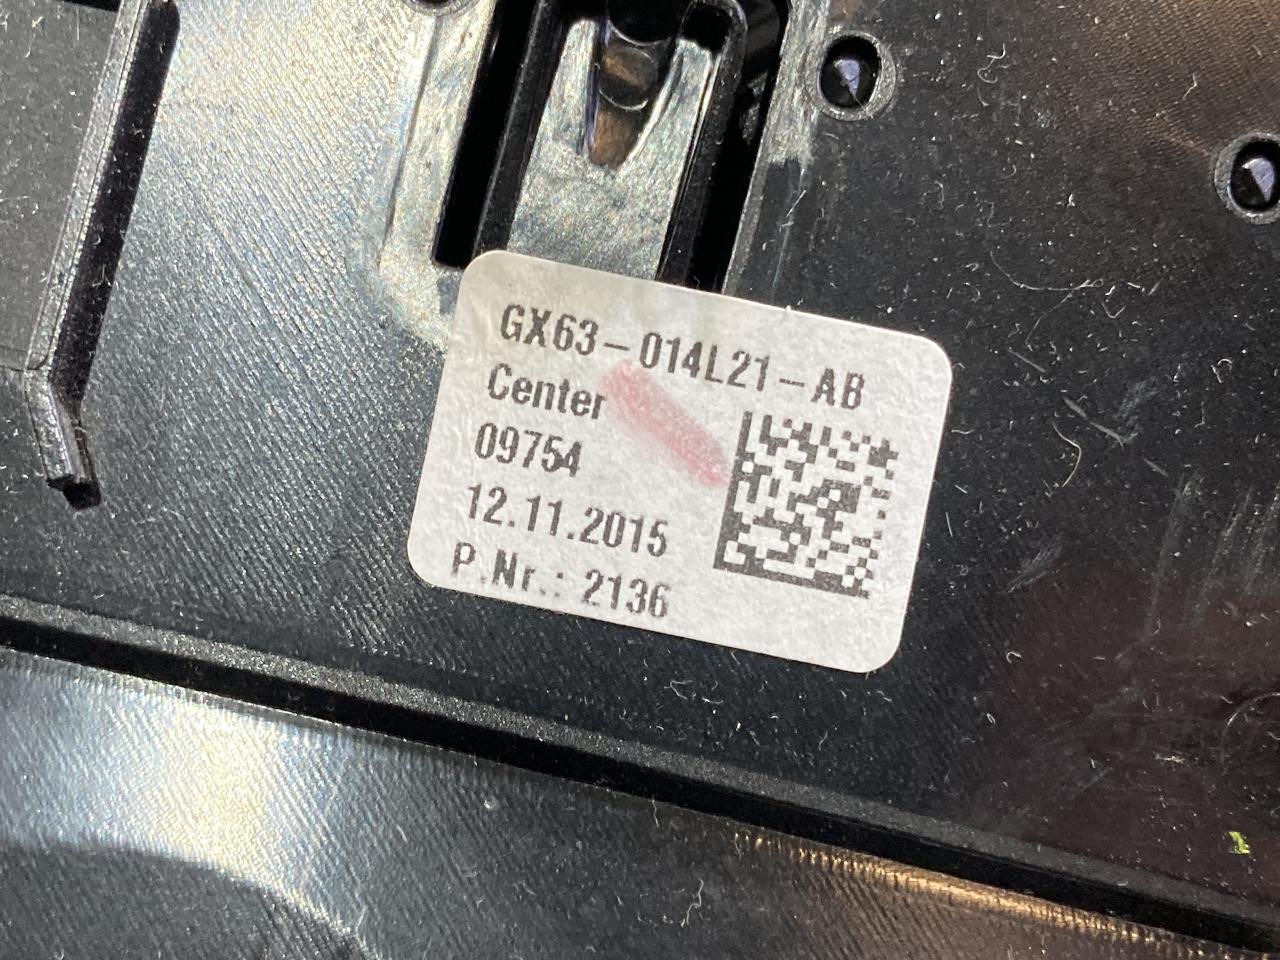 GX63-014L21-AB
Center
09754
12.11.2015
P.Nr.: 2136